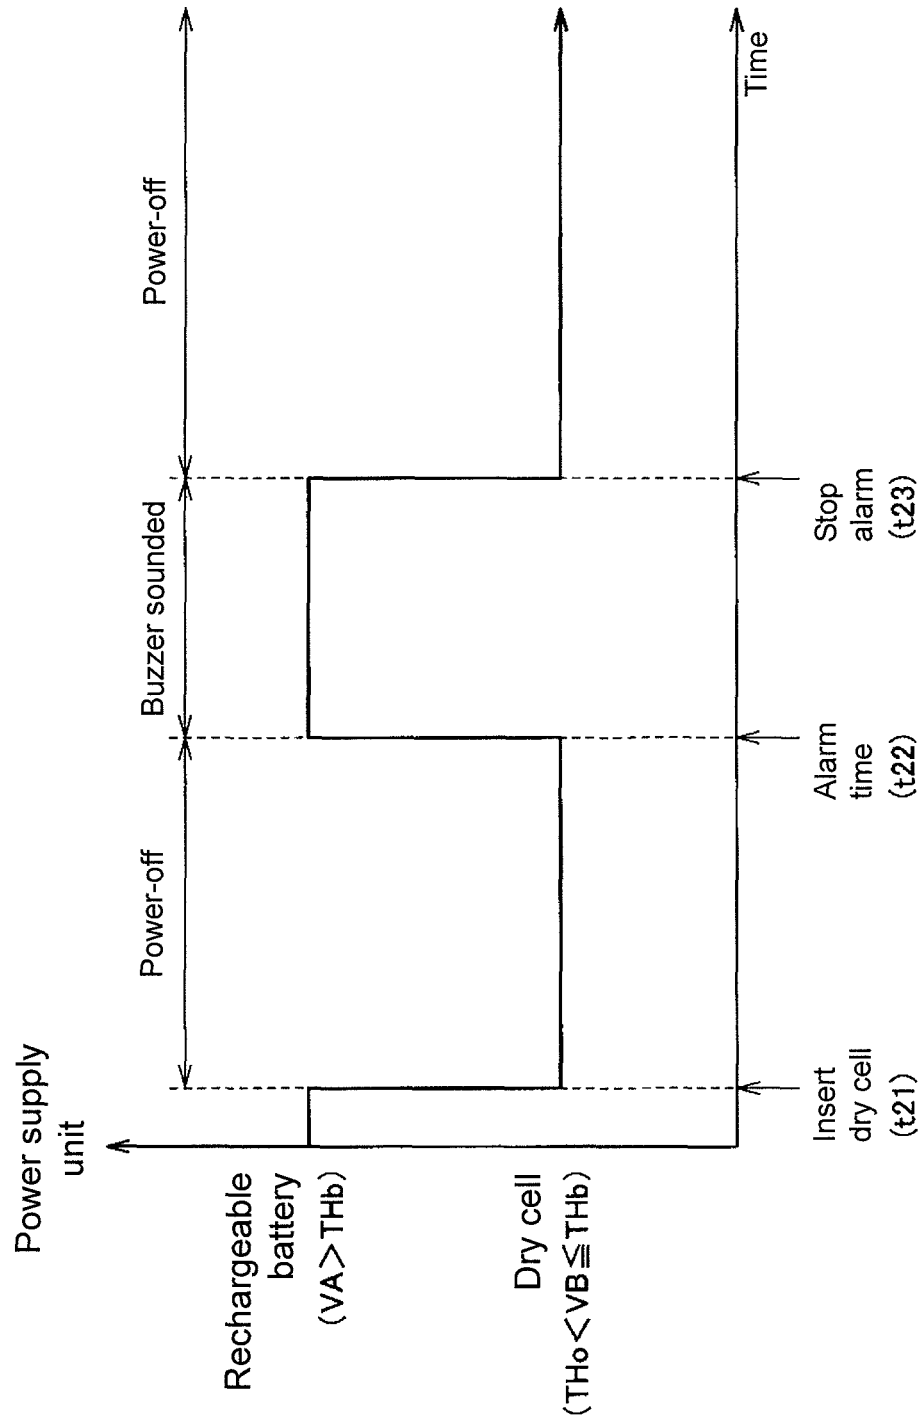 Power supply
unit
Power-off
Buzzer sounded
Power-off
Rechargeable
battery
(VA>THb)
Dry cell
(THo<VB≦THb)
Time
Insert
dry cell
(t21)
Alarm
time
(t22)
Stop
alarm
(t23)